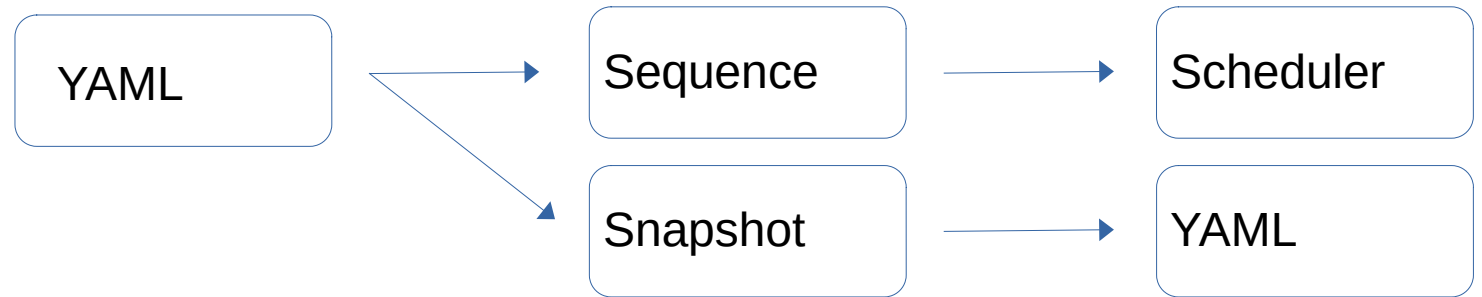 YAML
Sequence
Scheduler
Snapshot
YAML